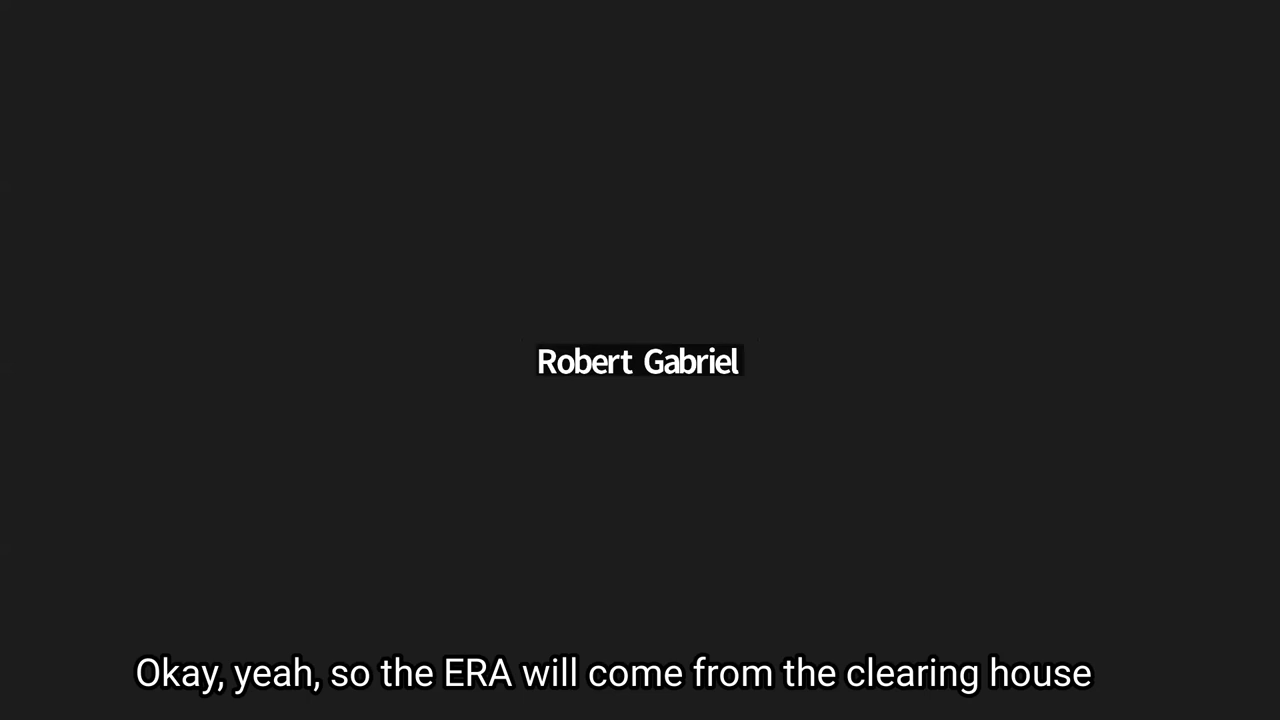 Robert Gabriel
Okay, yeah, so the ERA will come from the clearing house